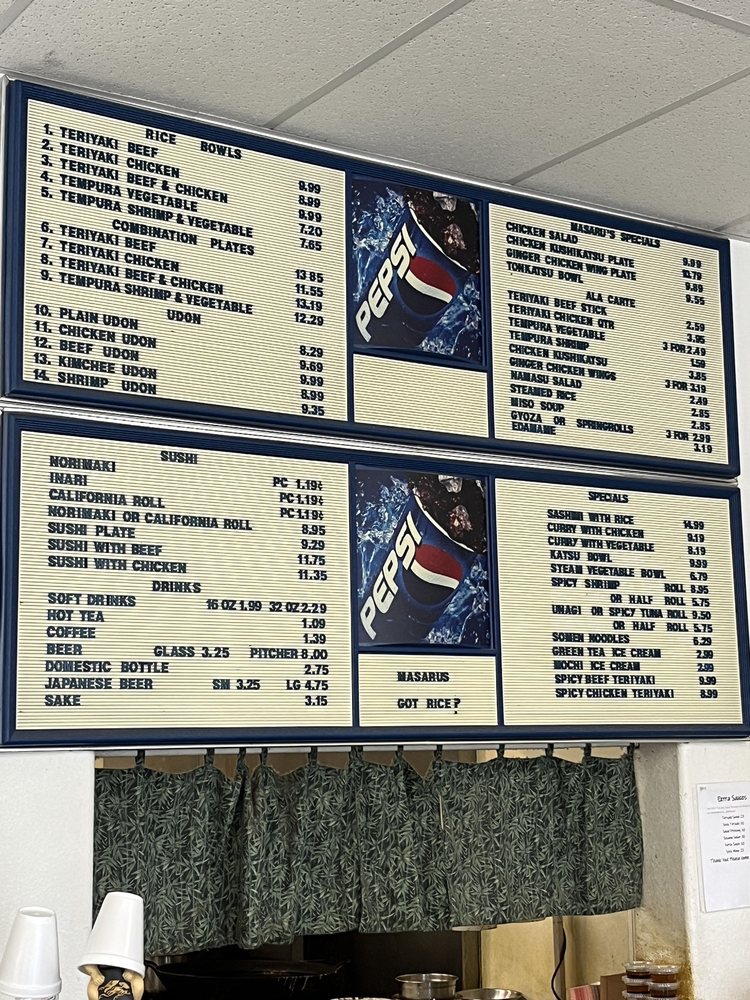 RICE BOWLS
1. TERIYAKI BEEF 9.99
2. TERIYAKI CHICKEN 8.99
3. TERIYAKI BEEF & CHICKEN 9.99
4. TEMPURA VEGETABLE 7.20
5. TEMPURA SHRIMP & VEGETABLE 7.65
COMBINATION PLATES
6. TERIYAKI BEEF 13 85
7. TERIYAKI CHICKEN 11.55
8. TERIYAKI BEEF & CHICKEN 13.19
9. TEMPURA SHRIMP & VEGETABLE 12.29
UDON
10. PLAIN UDON 8.29
11. CHICKEN UDON 9.69
12. BEEF UDON 9.99
13. KIMCHEE UDON 8.99
14. SHRIMP UDON 9.35
PEPSI
MASARU'S SPECIALS
CHICKEN SALAD 9.99
CHICKEN KUSHIKATSU PLATE 10.79
GINGER CHICKEN WING PLATE 9.89
TONKATSU BOWL 9.55
ALA CARTE
TERIYAKI BEEF STICK 2.59
TERIYAKI CHICKEN QTR 3.95
TEMPURA VEGETABLE 3 FOR 2.49
TEMPURA SHRIMP 1.59
CHICKEN KUSHIKATSU 3.85
GINGER CHICKEN WINGS 3 FOR 3.19
NAMASU SALAD 2.49
STEAMED RICE 2.85
MISO SOUP 2.85
GYOZA OR SPRINGROLLS 3 FOR 2.99
EDAMAME 3.19
SUSHI
NORIMAKI PC 1.19¢
INARI PC 1.19¢
CALIFORNIA ROLL PC 1.19¢
NORIMAKI OR CALIFORNIA ROLL 8.95
SUSHI PLATE 9.29
SUSHI WITH BEEF 11.75
SUSHI WITH CHICKEN 11.35
DRINKS
SOFT DRINKS 16 OZ 1.99 32 OZ 2.29
HOT TEA 1.09
COFFEE 1.39
BEER GLASS 3.25 PITCHER 8.00
DOMESTIC BOTTLE 2.75
JAPANESE BEER SM 3.25 LG 4.75
SAKE 3.15
PEPSI
MASARUS
GOT RICE?
SPECIALS
SASHIMI WITH RICE 14.99
CURRY WITH CHICKEN 9.19
CURRY WITH VEGETABLE 8.19
KATSU BOWL 9.99
STEAM VEGETABLE BOWL 6.79
SPICY SHRIMP ROLL 8.95
OR HALF ROLL 5.75
UNAGI OR SPICY TUNA ROLL 9.50
OR HALF ROLL 5.75
SOMEN NOODLES 6.29
GREEN TEA ICE CREAM 2.99
MOCHI ICE CREAM 2.99
SPICY BEEF TERIYAKI 9.99
SPICY CHICKEN TERIYAKI 8.99
Extra Sauces